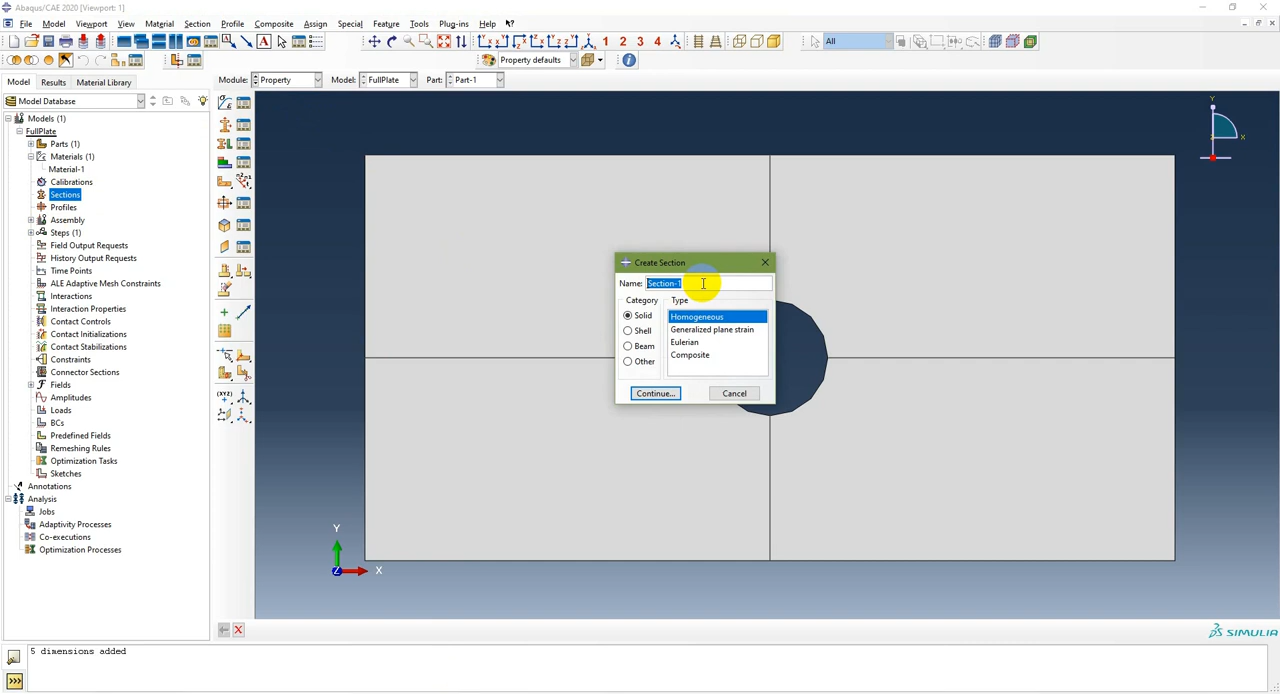 Abaqus/CAE 2020 [Viewport: 1]
File Model Viewport View Material Section Profile Composite Assign Special Feature Tools Plug-ins Help
A 1 2 3 4 All
Property defaults
Model Results Material Library Module: Property Model: FullPlate Part: Part-1
Model Database
Models (1)
FullPlate
Parts (1)
Materials (1)
Material-1
Calibrations
Sections
Profiles
Assembly
Steps (1)
Field Output Requests
History Output Requests
Time Points
ALE Adaptive Mesh Constraints
Interactions
Interaction Properties
Contact Controls
Contact Initializations
Contact Stabilizations
Constraints
Connector Sections
Fields
Amplitudes
Loads
BCs
Predefined Fields
Remeshing Rules
Optimization Tasks
Sketches
Annotations
Analysis
Jobs
Adaptivity Processes
Co-executions
Optimization Processes
(XYZ)
Create Section
Name: Section-1
Category Type
Solid Homogeneous
Shell Generalized plane strain
Beam Eulerian
Other Composite
Continue... Cancel
Y
X
Y
Z X
SIMULIA
5 dimensions added
>>>